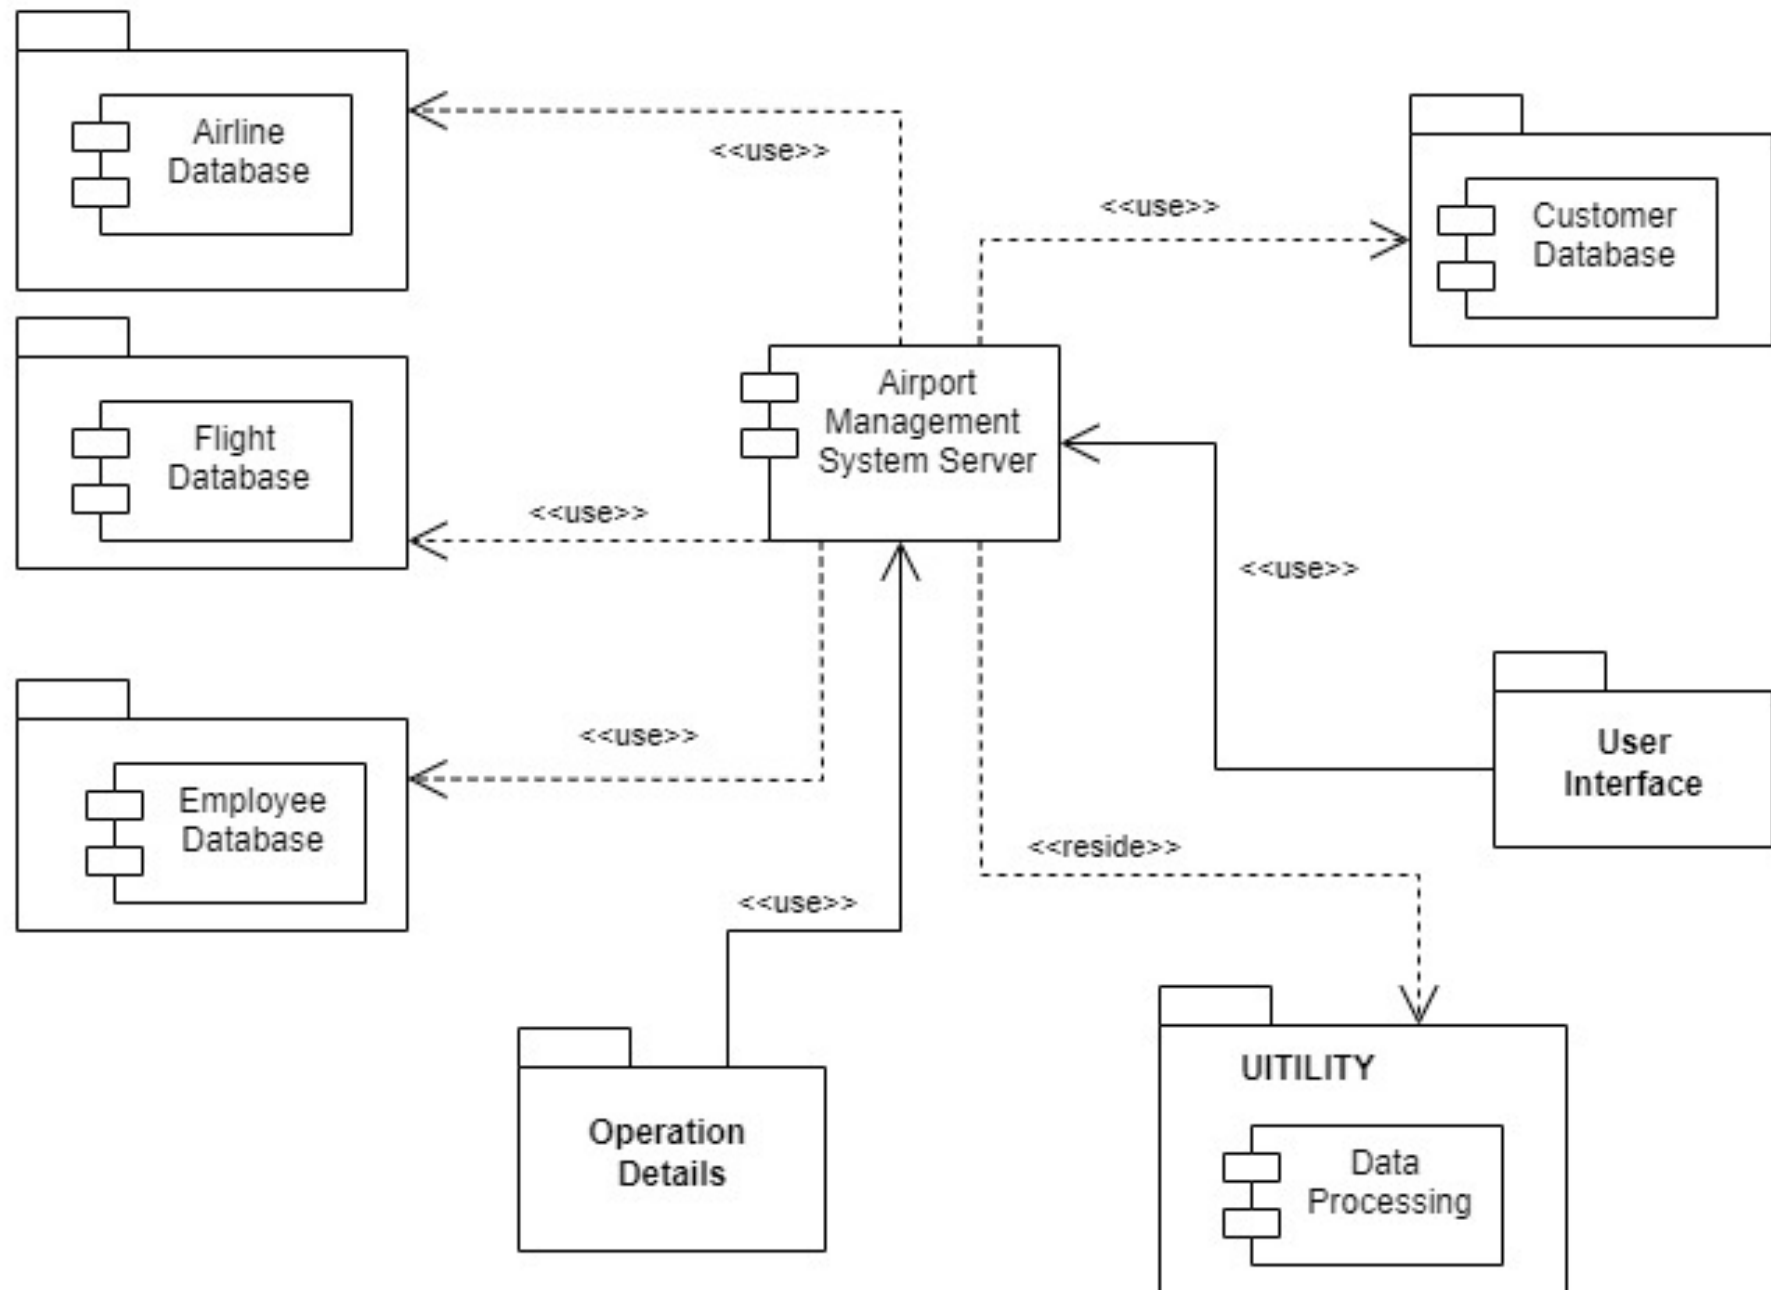 Airline
Database
<<use>>
<<use>>
Customer
Database
Airport
Management
System Server
Flight
Database
<<use>>
<<use>>
Employee
Database
<<use>>
User
Interface
<<reside>>
<<use>>
UITILITY
Operation
Details
Data
Processing